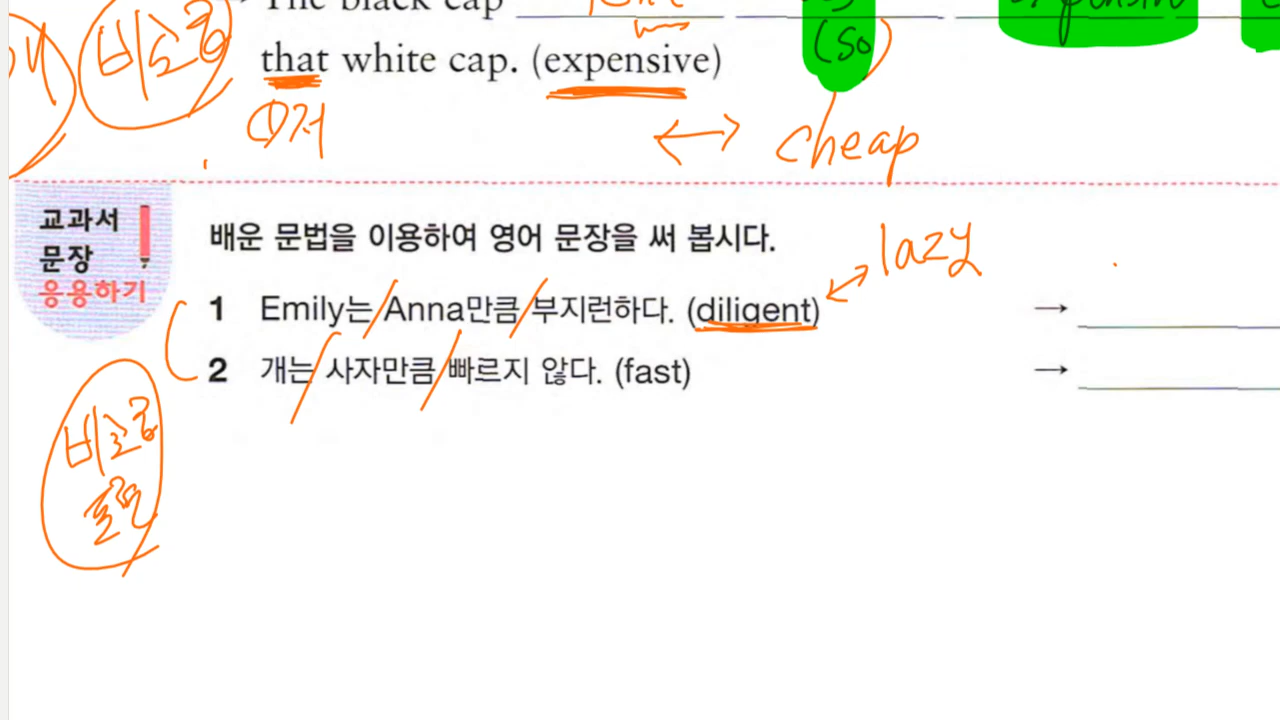 The black cap
(so)
expensive
that white cap. (expensive)
비교급
↔ cheap
교과서
문장
응용하기
배운 문법을 이용하여 영어 문장을 써 봅시다.
lazy
1 Emily는/Anna만큼/부지런하다. (diligent) →
2 개는/사자만큼/빠르지 않다. (fast) →